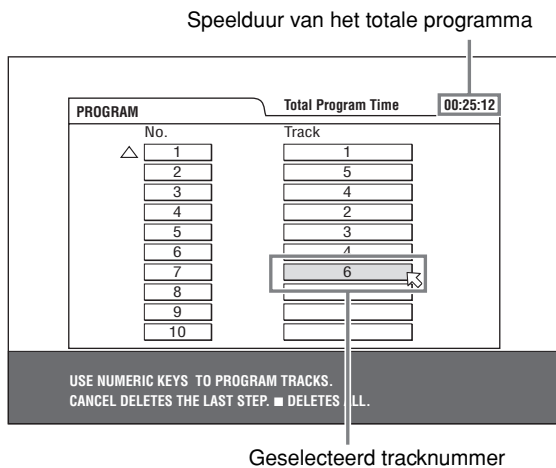 Speelduur van het totale programma
PROGRAM Total Program Time 00:25:12
No. Track
1 1
2 5
3 4
4 2
5 3
6 4
7 6
8
9
10
USE NUMERIC KEYS TO PROGRAM TRACKS.
CANCEL DELETES THE LAST STEP. ■ DELETES ALL.
Geselecteerd tracknummer